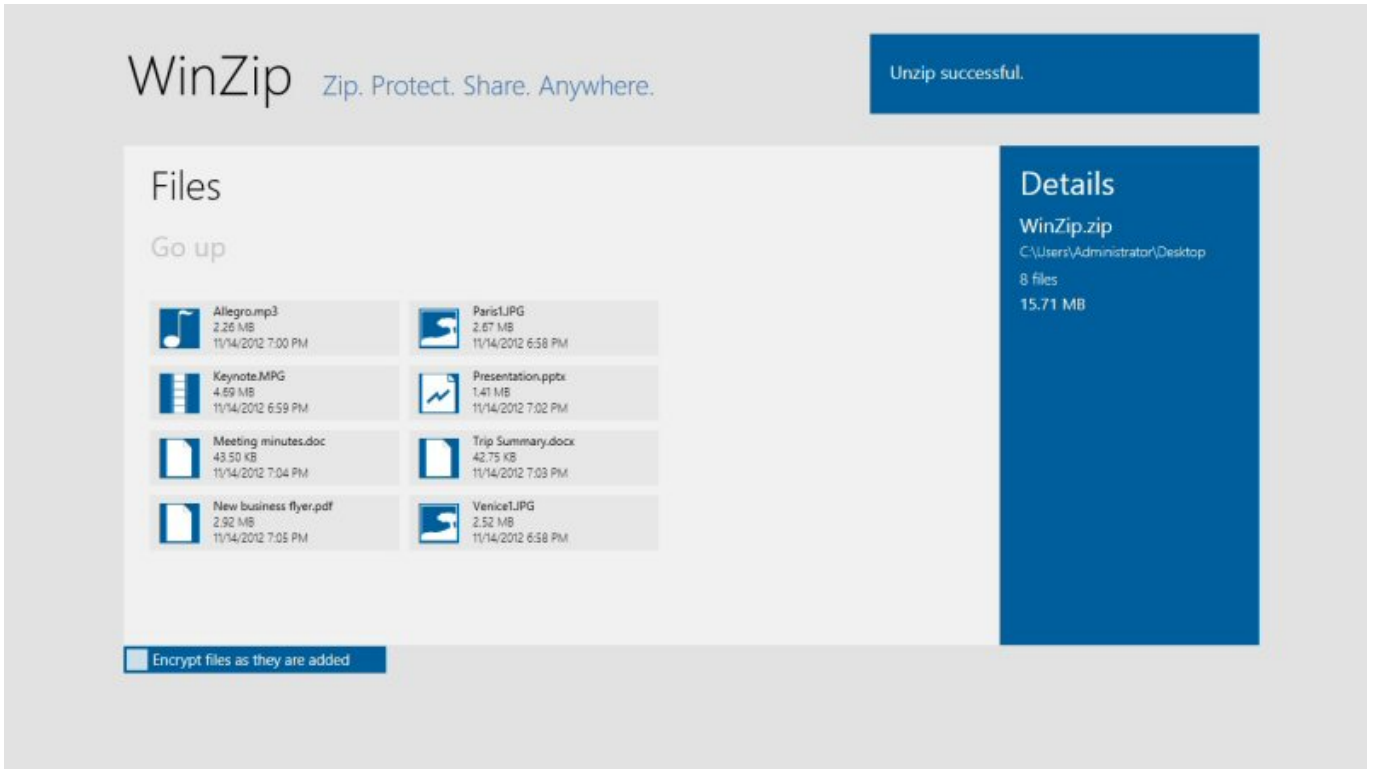 WinZip Zip. Protect. Share. Anywhere.
Unzip successful.
Files
Go up
Allegro.mp3
2.26 MB
11/14/2012 7:00 PM
Paris1.JPG
2.67 MB
11/14/2012 6:58 PM
Keynote.MPG
4.69 MB
11/14/2012 6:59 PM
Presentation.pptx
1.41 MB
11/14/2012 7:02 PM
Meeting minutes.doc
43.50 KB
11/14/2012 7:04 PM
Trip Summary.docx
42.75 KB
11/14/2012 7:03 PM
New business flyer.pdf
2.92 MB
11/14/2012 7:05 PM
Venice1.JPG
2.52 MB
11/14/2012 6:58 PM
Details
WinZip.zip
C:\Users\Administrator\Desktop
8 files
15.71 MB
Encrypt files as they are added